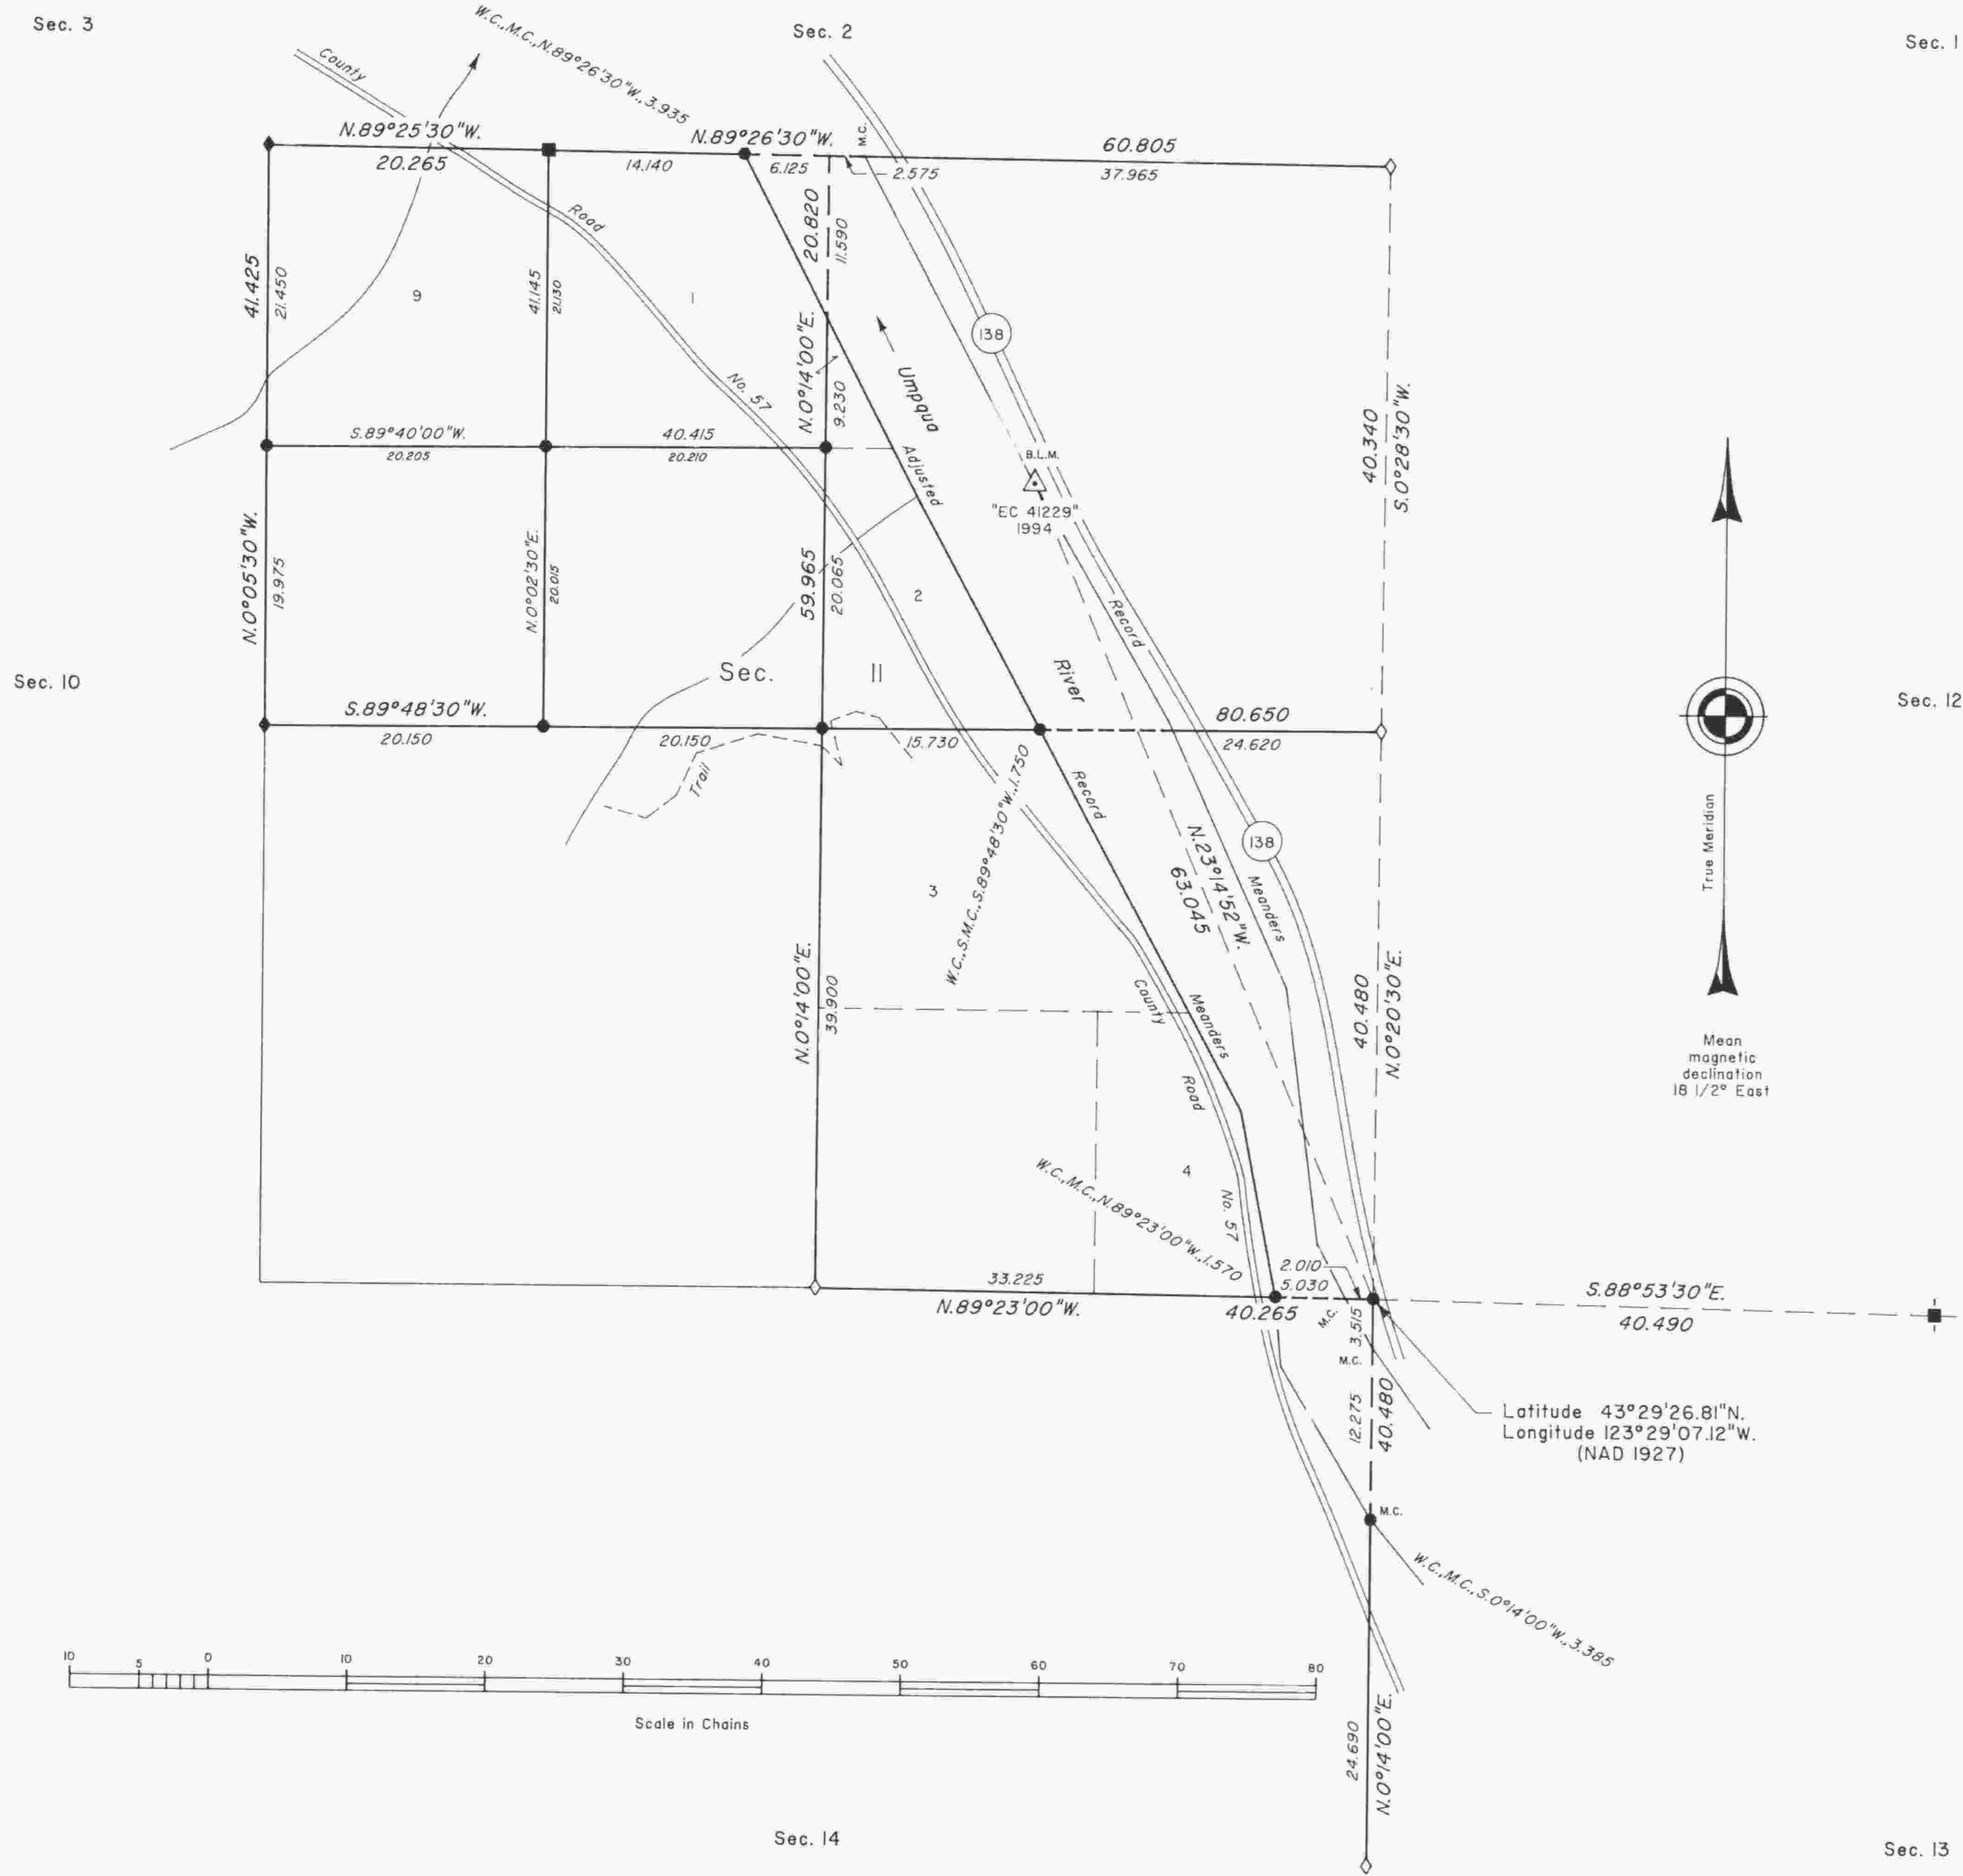 Sec. 3
Sec. 2
Sec. 1
W.C.,M.C.,N.89°26'30"W.,3.935
County
N.89°25'30"W.
20.265
14.140
N.89°26'30"W.
6.125
M.C.
2.575
60.805
37.965
41.425
21.450
9
41.145
21.130
Road
1
20.820
11.590
138
N.0°14'00"E.
9.230
No. 57
Umpqua
Adjusted
40.340
S.0°28'30"W.
S.89°40'00"W.
20.205
40.415
20.210
B.L.M.
"EC 41229"
1994
N.0°05'30"W.
19.975
N.0°02'30"E.
20.015
59.965
20.065
2
Record
Sec. 10
Sec. 11
River
Sec. 12
S.89°48'30"W.
20.150
20.150
15.730
80.650
24.620
Trail
W.C.,S.M.C.,S.89°48'30"W.,1.750
Record
138
N.23°14'52"W.
63.045
Meanders
True Meridian
3
N.0°14'00"E.
39.900
County
Meanders
40.480
N.0°20'30"E.
Mean
magnetic
declination
18 1/2° East
Road
W.C.,M.C.,N.89°23'00"W.,1.570
4
No. 57
33.225
N.89°23'00"W.
2.010
5.030
40.265
M.C.
3.515
M.C.
S.88°53'30"E.
40.490
12.275
40.480
Latitude 43°29'26.81"N.
Longitude 123°29'07.12"W.
(NAD 1927)
M.C.
W.C.,M.C.,S.0°14'00"W.,3.385
10 5 0 10 20 30 40 50 60 70 80
Scale in Chains
24.690
N.0°14'00"E.
Sec. 14
Sec. 13